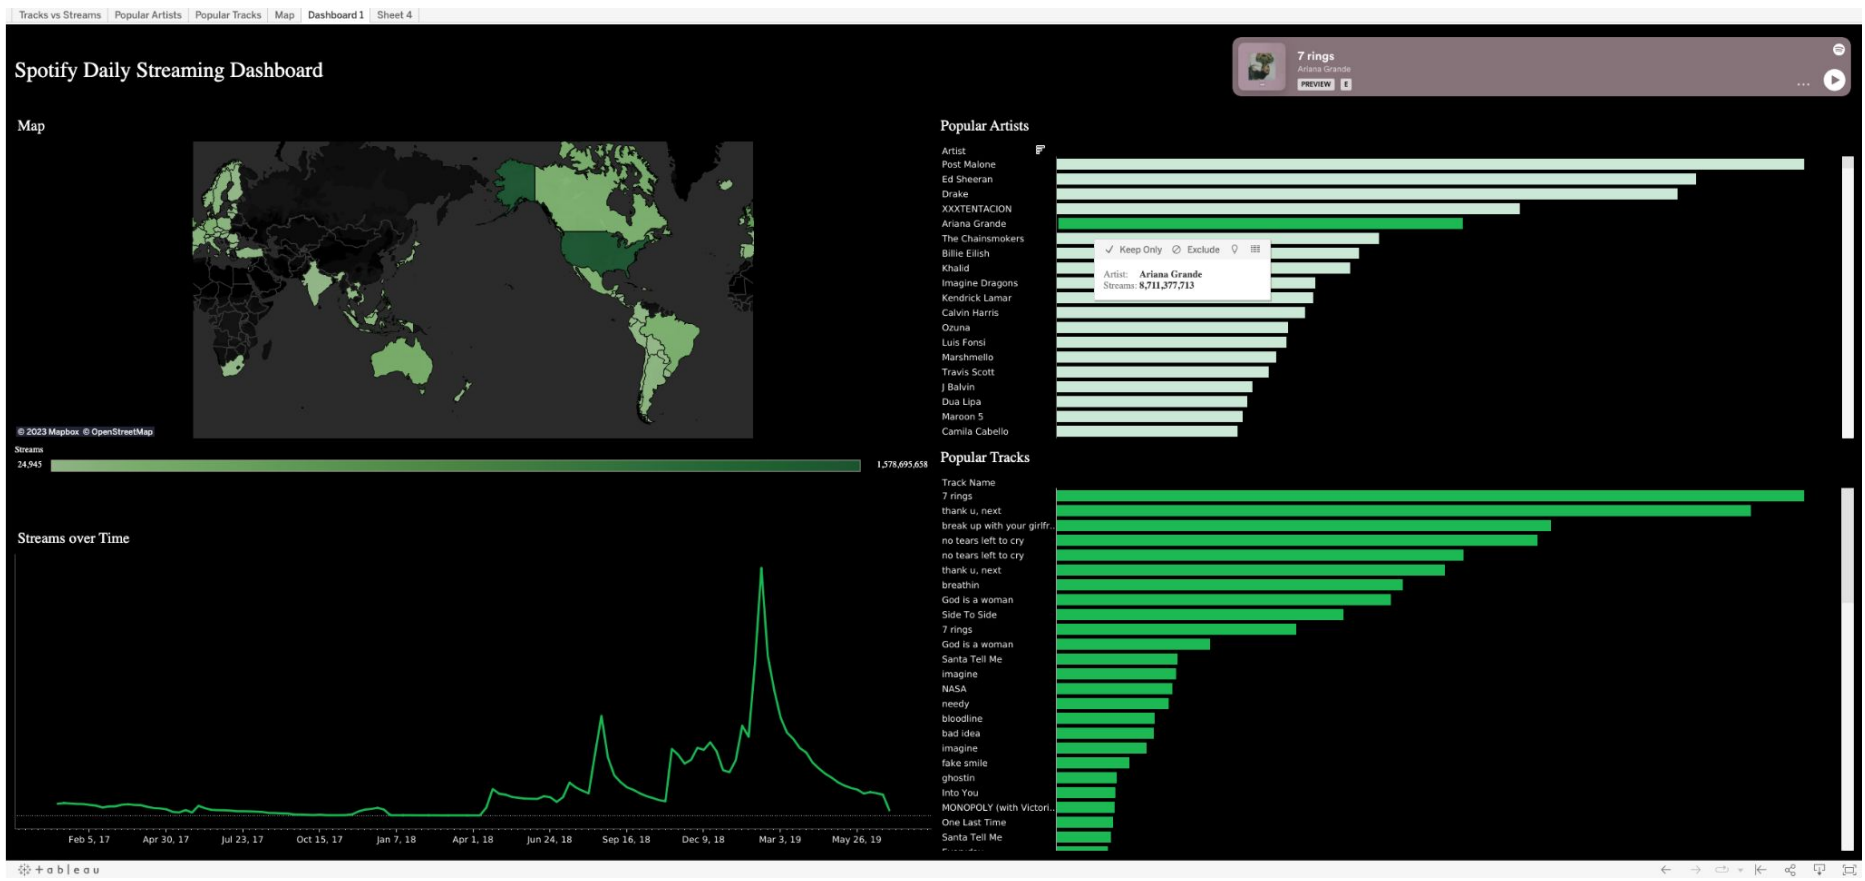 Tracks vs Streams Popular Artists Popular Tracks Map Dashboard 1 Sheet 4
Spotify Daily Streaming Dashboard
7 rings
Ariana Grande
PREVIEW E
Map
© 2023 Mapbox © OpenStreetMap
Streams
24,945 1,578,695,658
Streams over Time
Feb 5, 17 Apr 30, 17 Jul 23, 17 Oct 15, 17 Jan 7, 18 Apr 1, 18 Jun 24, 18 Sep 16, 18 Dec 9, 18 Mar 3, 19 May 26, 19
Popular Artists
Artist
Post Malone
Ed Sheeran
Drake
XXXTENTACION
Ariana Grande
The Chainsmokers
Billie Eilish
Khalid
Imagine Dragons
Kendrick Lamar
Calvin Harris
Ozuna
Luis Fonsi
Marshmello
Travis Scott
J Balvin
Dua Lipa
Maroon 5
Camila Cabello
Keep Only Exclude
Artist: Ariana Grande
Streams: 8,711,377,713
Popular Tracks
Track Name
7 rings
thank u, next
break up with your girlfr..
no tears left to cry
no tears left to cry
thank u, next
breathin
God is a woman
Side To Side
7 rings
God is a woman
Santa Tell Me
imagine
NASA
needy
bloodline
bad idea
imagine
fake smile
ghostin
Into You
MONOPOLY (with Victori..
One Last Time
Santa Tell Me
+ableau